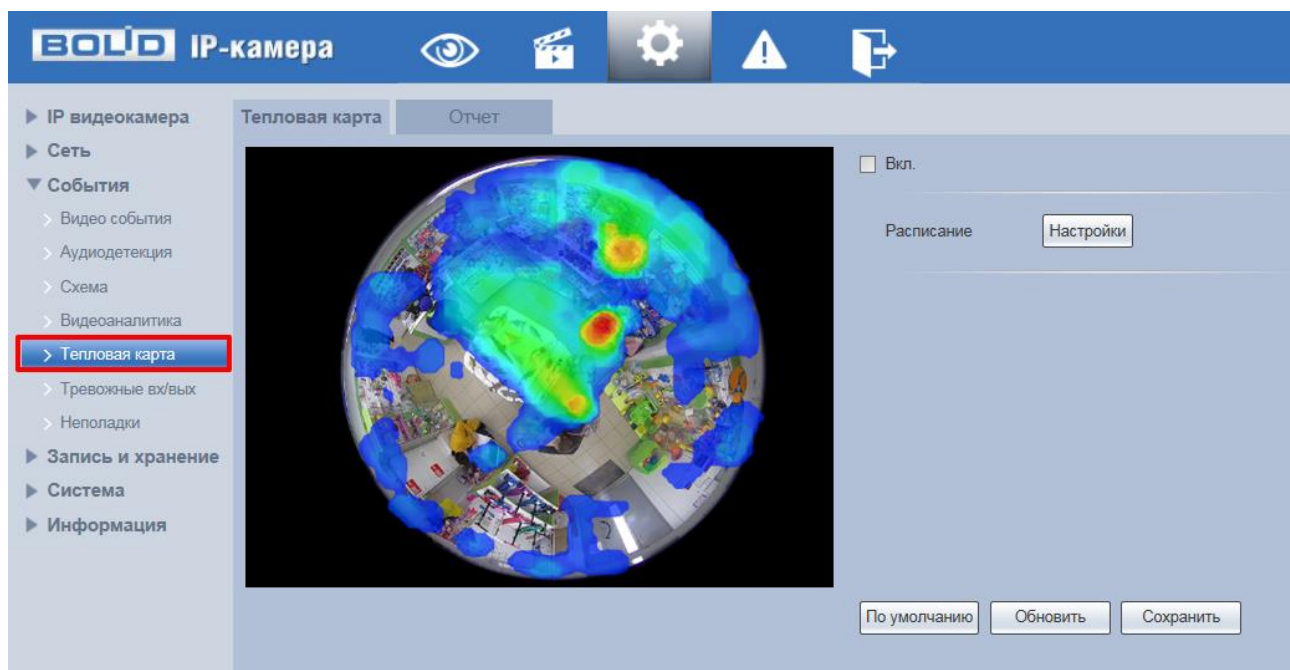 BOLID IP-камера
IP видеокамера
Сеть
События
Видео события
Аудиодетекция
Схема
Видеоаналитика
Тепловая карта
Тревожные вх/вых
Неполадки
Запись и хранение
Система
Информация
Тепловая карта Отчет
Вкл.
Расписание Настройки
По умолчанию Обновить Сохранить